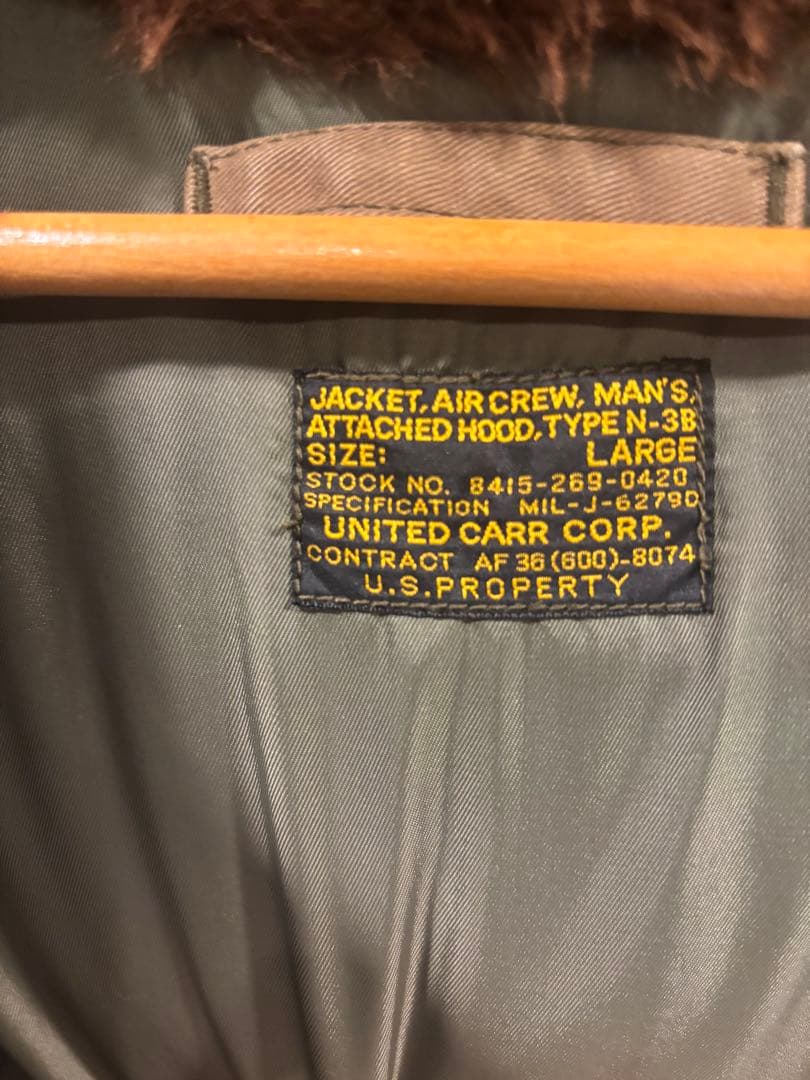 JACKET, AIR CREW, MAN'S,
ATTACHED HOOD, TYPE N-3B
SIZE: LARGE
STOCK NO. 8415-269-0420
SPECIFICATION MIL-J-6279D
UNITED CARR CORP.
CONTRACT AF 36(600)-8074
U.S.PROPERTY